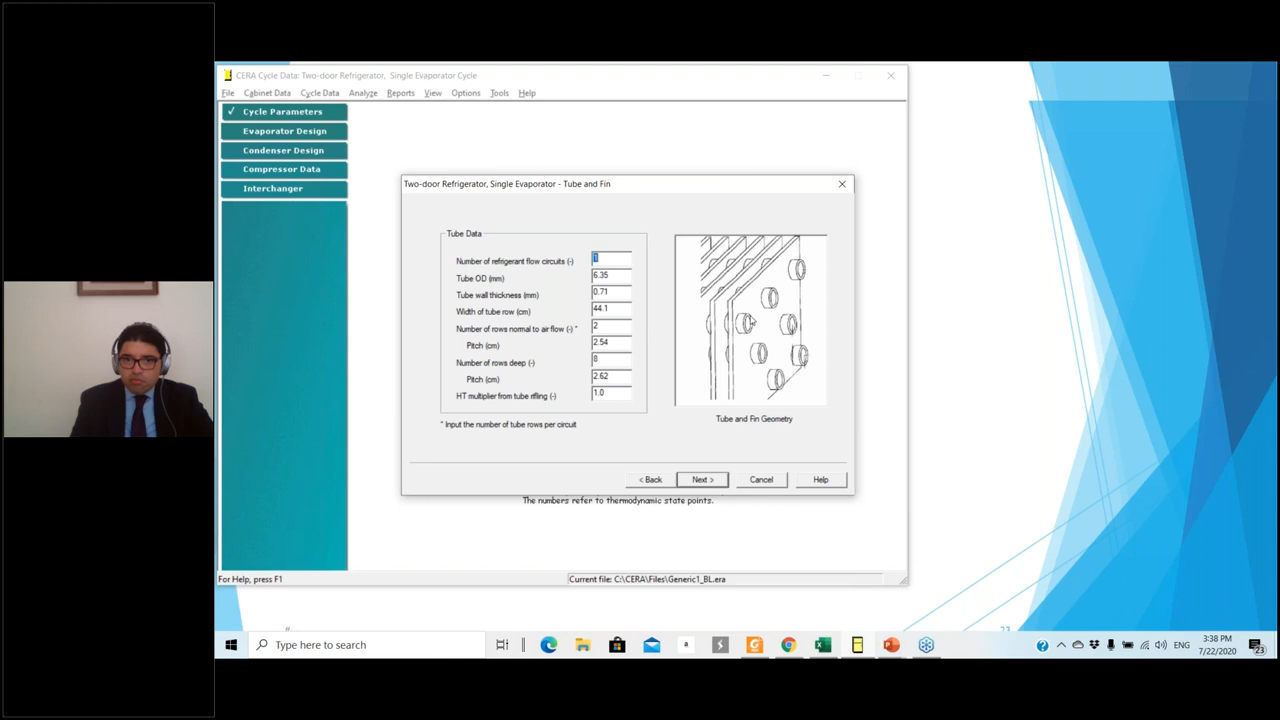 CERA Cycle Data: Two-door Refrigerator, Single Evaporator Cycle
File Cabinet Data Cycle Data Analyze Reports View Options Tools Help
✓ Cycle Parameters
Evaporator Design
Condenser Design
Compressor Data
Interchanger
Two-door Refrigerator, Single Evaporator - Tube and Fin
Tube Data
Number of refrigerant flow circuits (-) 1
Tube OD (mm) 6.35
Tube wall thickness (mm) 0.71
Width of tube row (cm) 44.1
Number of rows normal to air flow (-) * 2
Pitch (cm) 2.54
Number of rows deep (-) 8
Pitch (cm) 2.62
HT multiplier from tube rifling (-) 1.0
* Input the number of tube rows per circuit
Tube and Fin Geometry
< Back Next > Cancel Help
The numbers refer to thermodynamic state points.
For Help, press F1
Current file: C:\CERA\Files\Generic1_BL.era
#
23
Type here to search
a
ENG
3:38 PM
7/22/2020
23